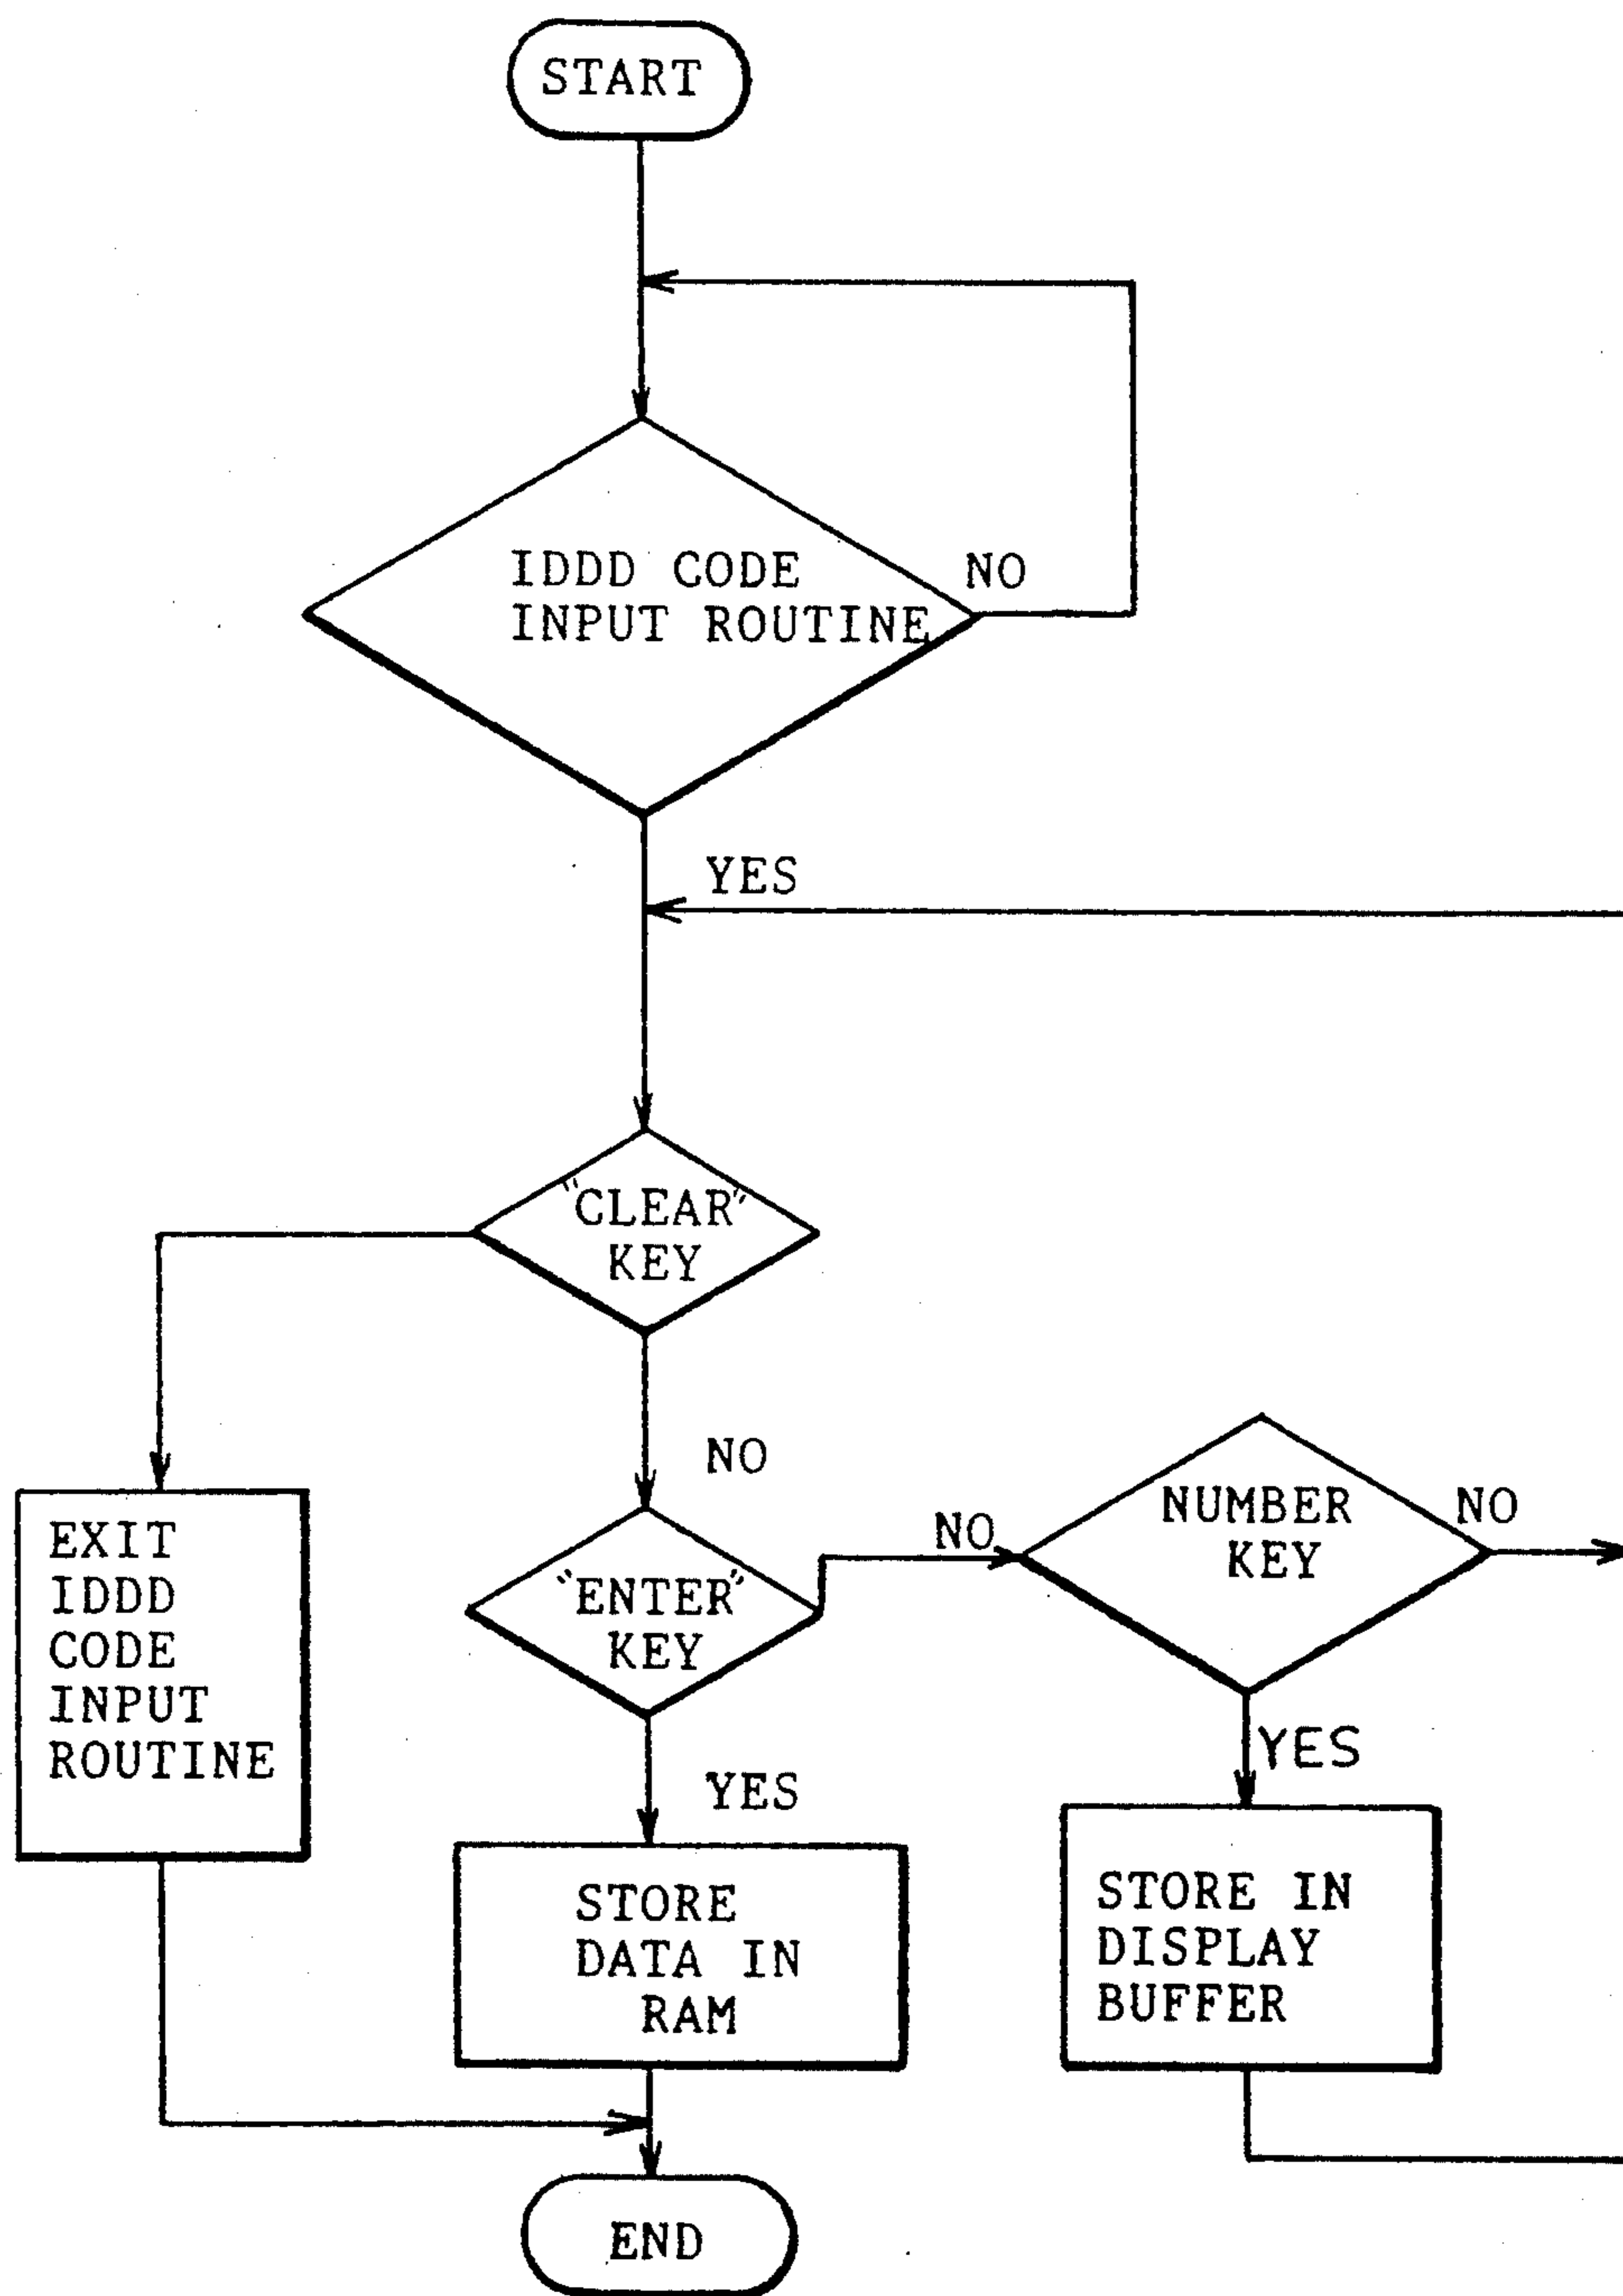 START
IDDD CODE
INPUT ROUTINE
NO
YES
"CLEAR"
KEY
NO
EXIT
IDDD
CODE
INPUT
ROUTINE
"ENTER"
KEY
NO
NUMBER
KEY
NO
YES
YES
STORE
DATA IN
RAM
STORE IN
DISPLAY
BUFFER
END